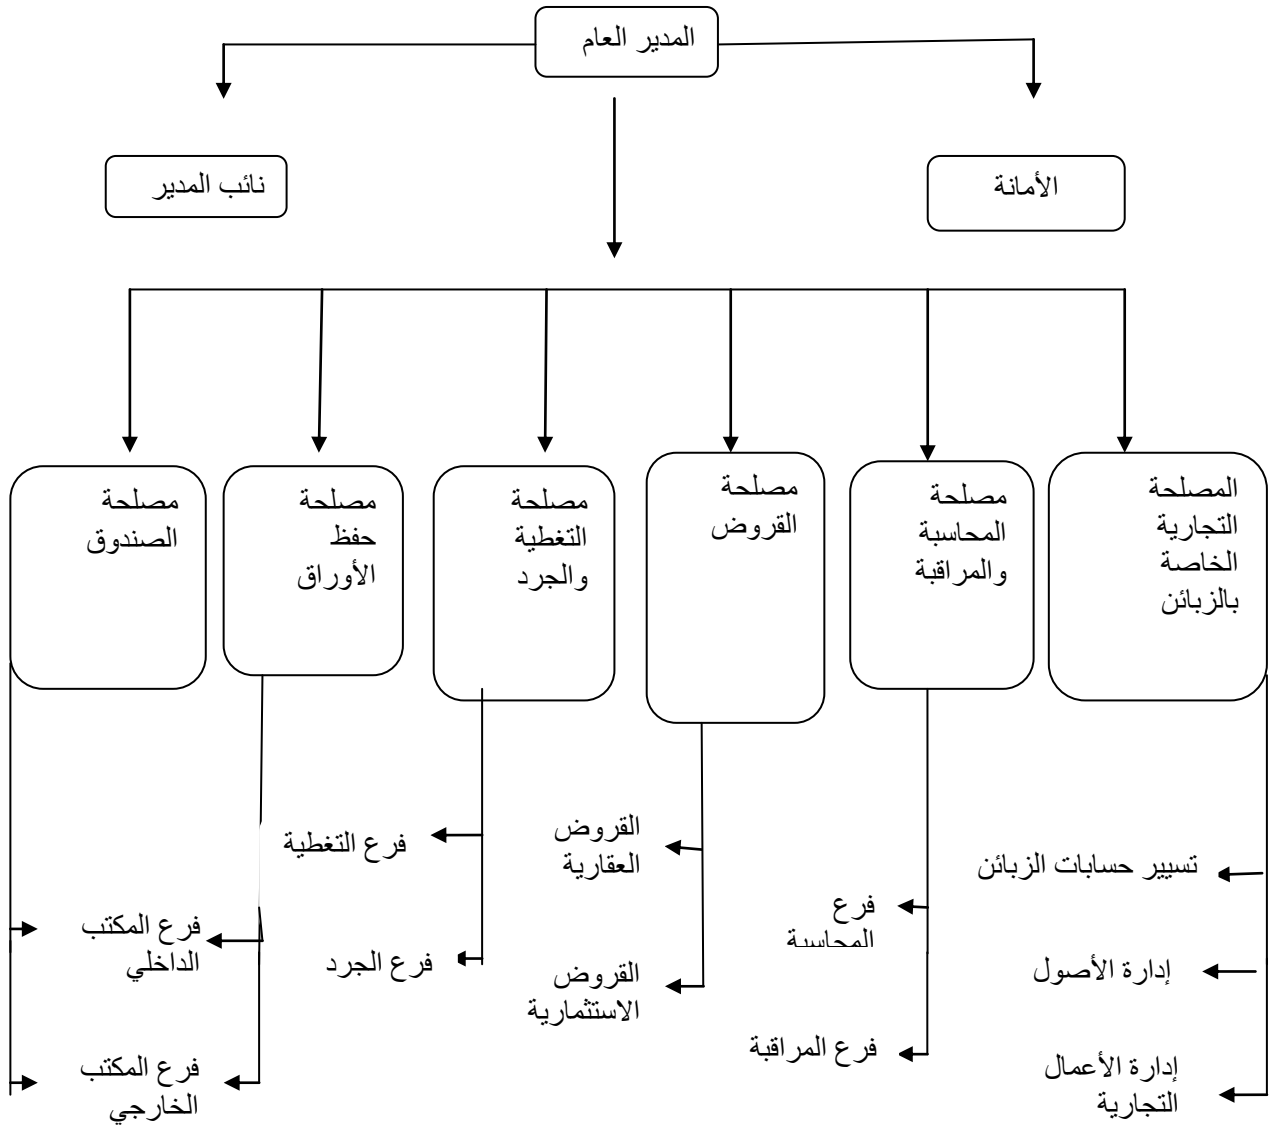 المدير العام
الأمانة
نائب المدير
المصلحة
التجارية
الخاصة
بالزبائن
مصلحة
المحاسبة
والمراقبة
مصلحة
القروض
مصلحة
التغطية
والجرد
مصلحة
حفظ
الأوراق
مصلحة
الصندوق
تسيير حسابات الزبائن
إدارة الأصول
إدارة الأعمال
التجارية
فرع
المحاسبة
فرع المراقبة
القروض
العقارية
القروض
الاستثمارية
فرع التغطية
فرع الجرد
فرع المكتب
الداخلي
فرع المكتب
الخارجي